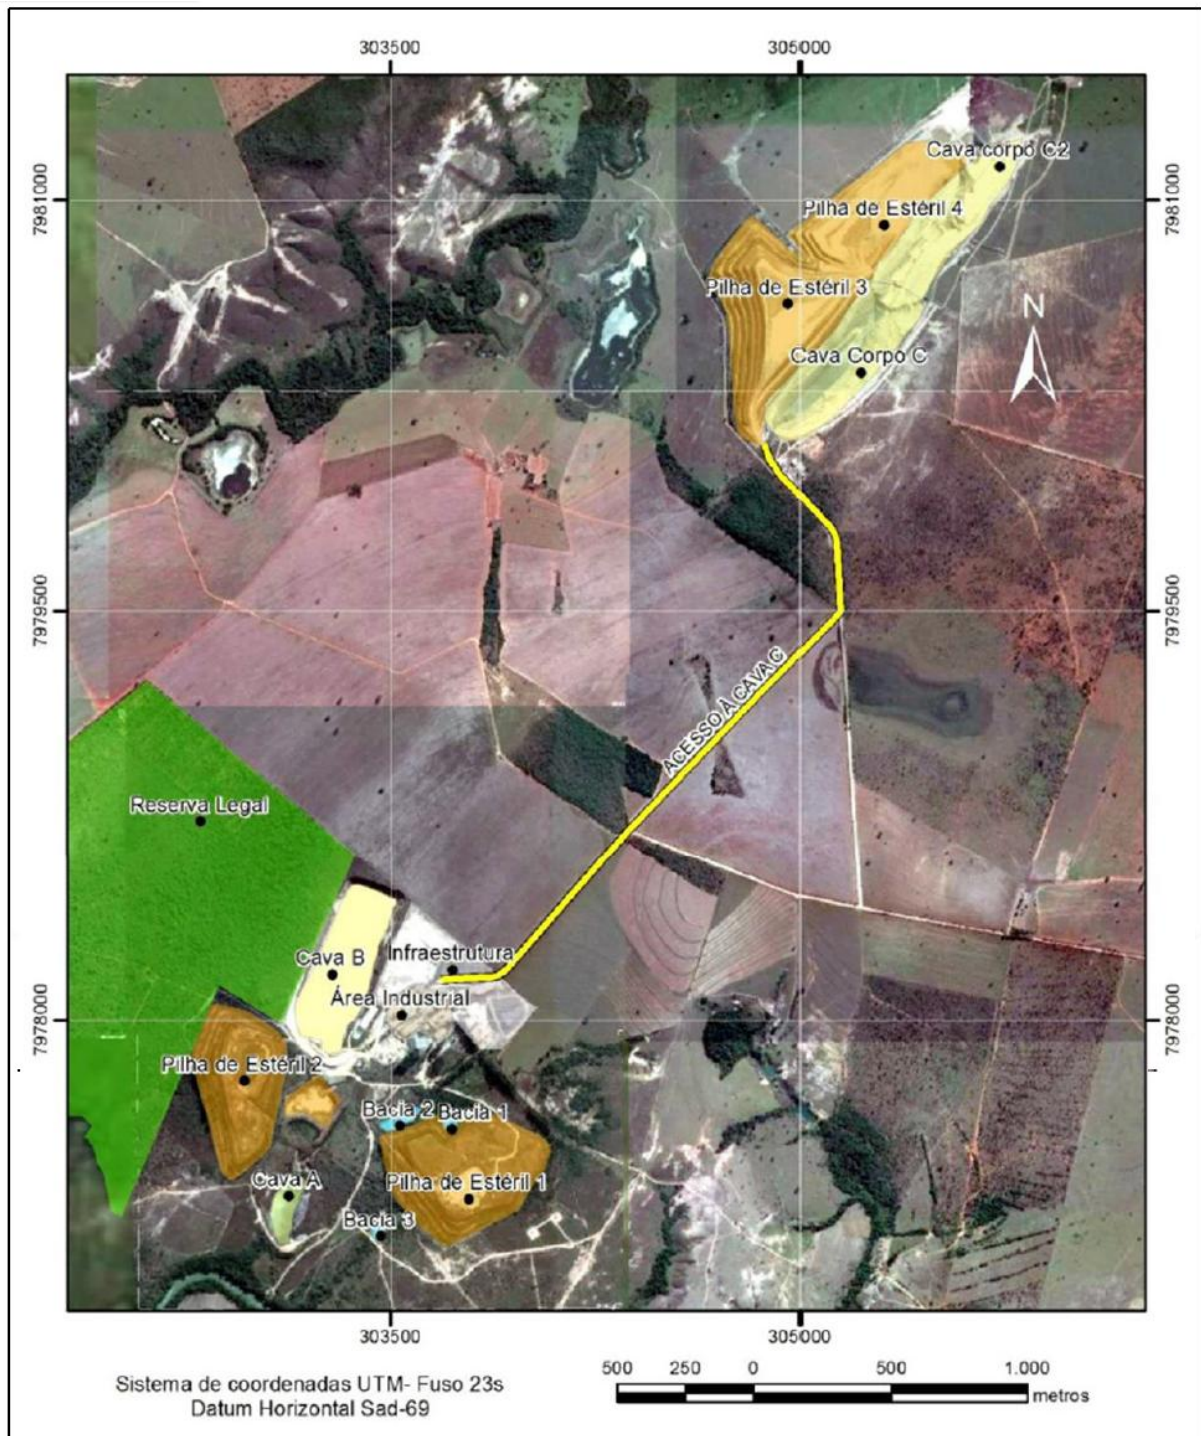 303500 305000
Cava corpo C2
7981000 7981000
Pilha de Estéril 4
Pilha de Estéril 3
N
Cava Corpo C
7979500 7979500
ACESSO À CAVA C
Reserva Legal
Cava B
Infraestrutura
Área Industrial
7978000 7978000
Pilha de Estéril 2
Bacia 2 Bacia 1
Cava A
Pilha de Estéril 1
Bacia 3
303500 305000
Sistema de coordenadas UTM- Fuso 23s
Datum Horizontal Sad-69
500 250 0 500 1.000
metros